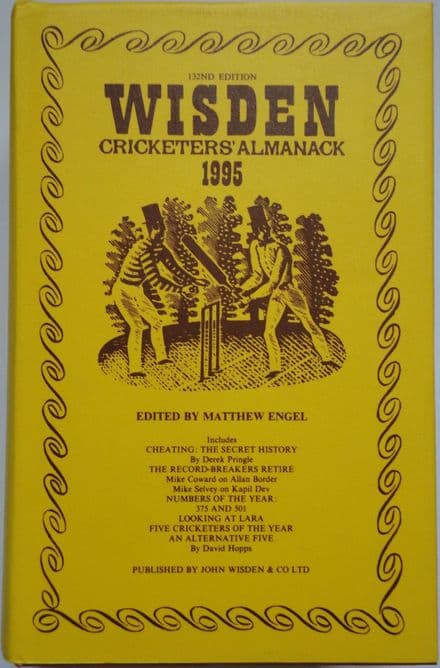 132ND EDITION
WISDEN
CRICKETERS' ALMANACK
1995
EDITED BY MATTHEW ENGEL
Includes
CHEATING: THE SECRET HISTORY
By Derek Pringle
THE RECORD-BREAKERS RETIRE
Mike Coward on Allan Border
Mike Selvey on Kapil Dev
NUMBERS OF THE YEAR:
375 AND 501
LOOKING AT LARA
FIVE CRICKETERS OF THE YEAR
AN ALTERNATIVE FIVE
By David Hopps
PUBLISHED BY JOHN WISDEN & CO LTD